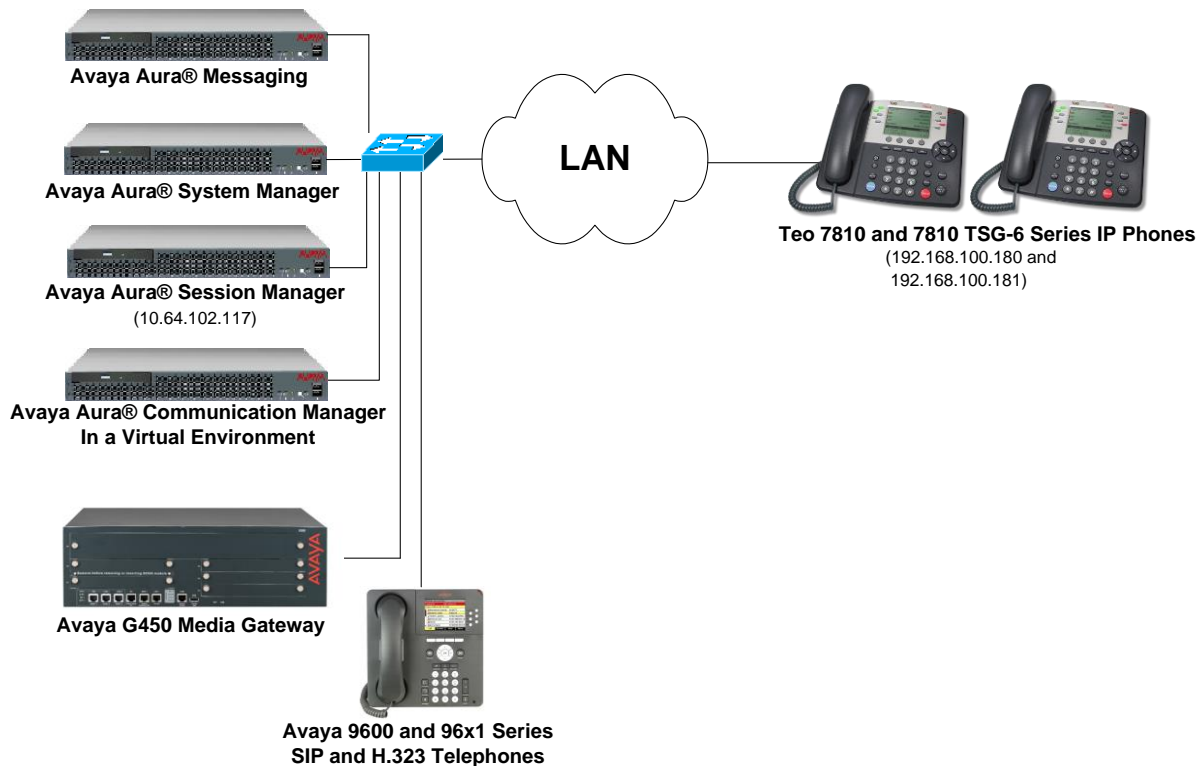 Avaya Aura® Messaging
Avaya Aura® System Manager
Avaya Aura® Session Manager
(10.64.102.117)
Avaya Aura® Communication Manager
In a Virtual Environment
AVAYA
Avaya G450 Media Gateway
Avaya 9600 and 96x1 Series
SIP and H.323 Telephones
LAN
Teo 7810 and 7810 TSG-6 Series IP Phones
(192.168.100.180 and
192.168.100.181)